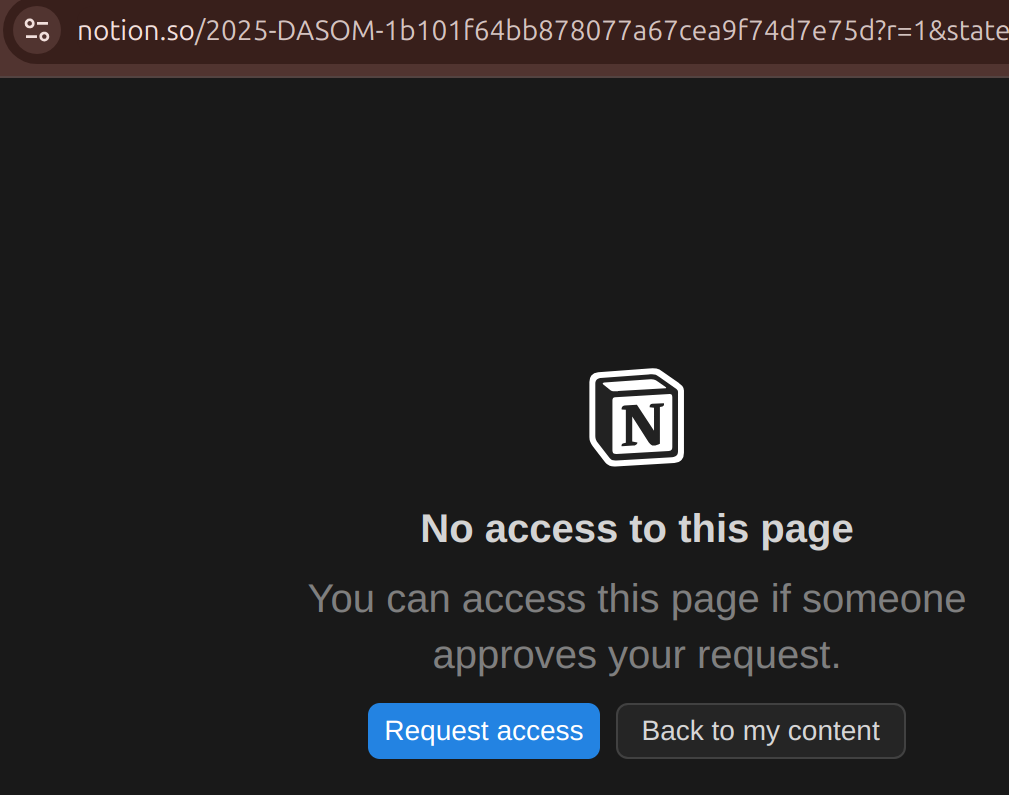 notion.so/2025-DASOM-1b101f64bb878077a67cea9f74d7e75d?r=1&state
N
No access to this page
You can access this page if someone
approves your request.
Request access
Back to my content